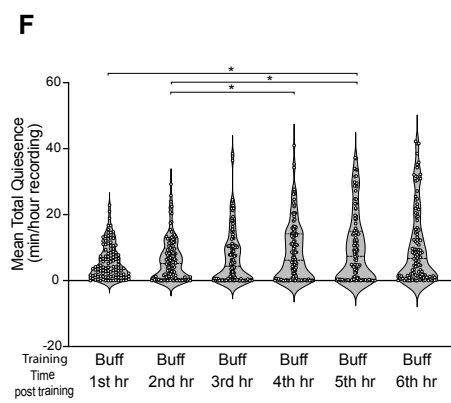 F
*
*
*
60
40
20
0
-20
Mean Total Quiesence
(min/hour recording)
Training Buff Buff Buff Buff Buff Buff
Time
post training 1st hr 2nd hr 3rd hr 4th hr 5th hr 6th hr